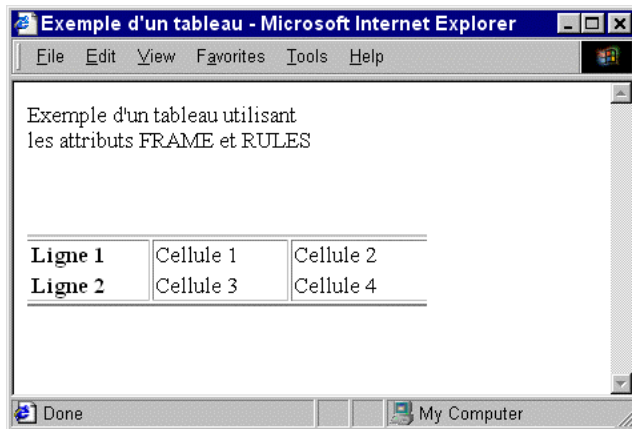 Exemple d'un tableau - Microsoft Internet Explorer
File Edit View Favorites Tools Help
Exemple d'un tableau utilisant
les attributs FRAME et RULES
Ligne 1 Cellule 1 Cellule 2
Ligne 2 Cellule 3 Cellule 4
Done My Computer